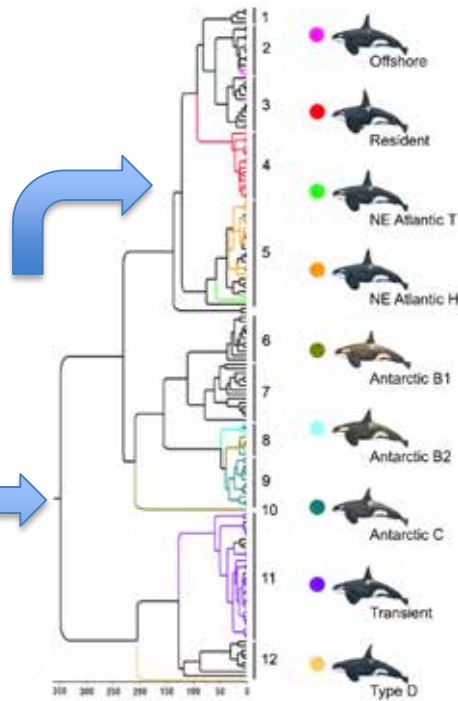 1
2
3
4
5
6
7
8
9
10
11
12
Offshore
Resident
NE Atlantic T
NE Atlantic H
Antarctic B1
Antarctic B2
Antarctic C
Transient
Type D
350 300 250 200 150 100 50 0